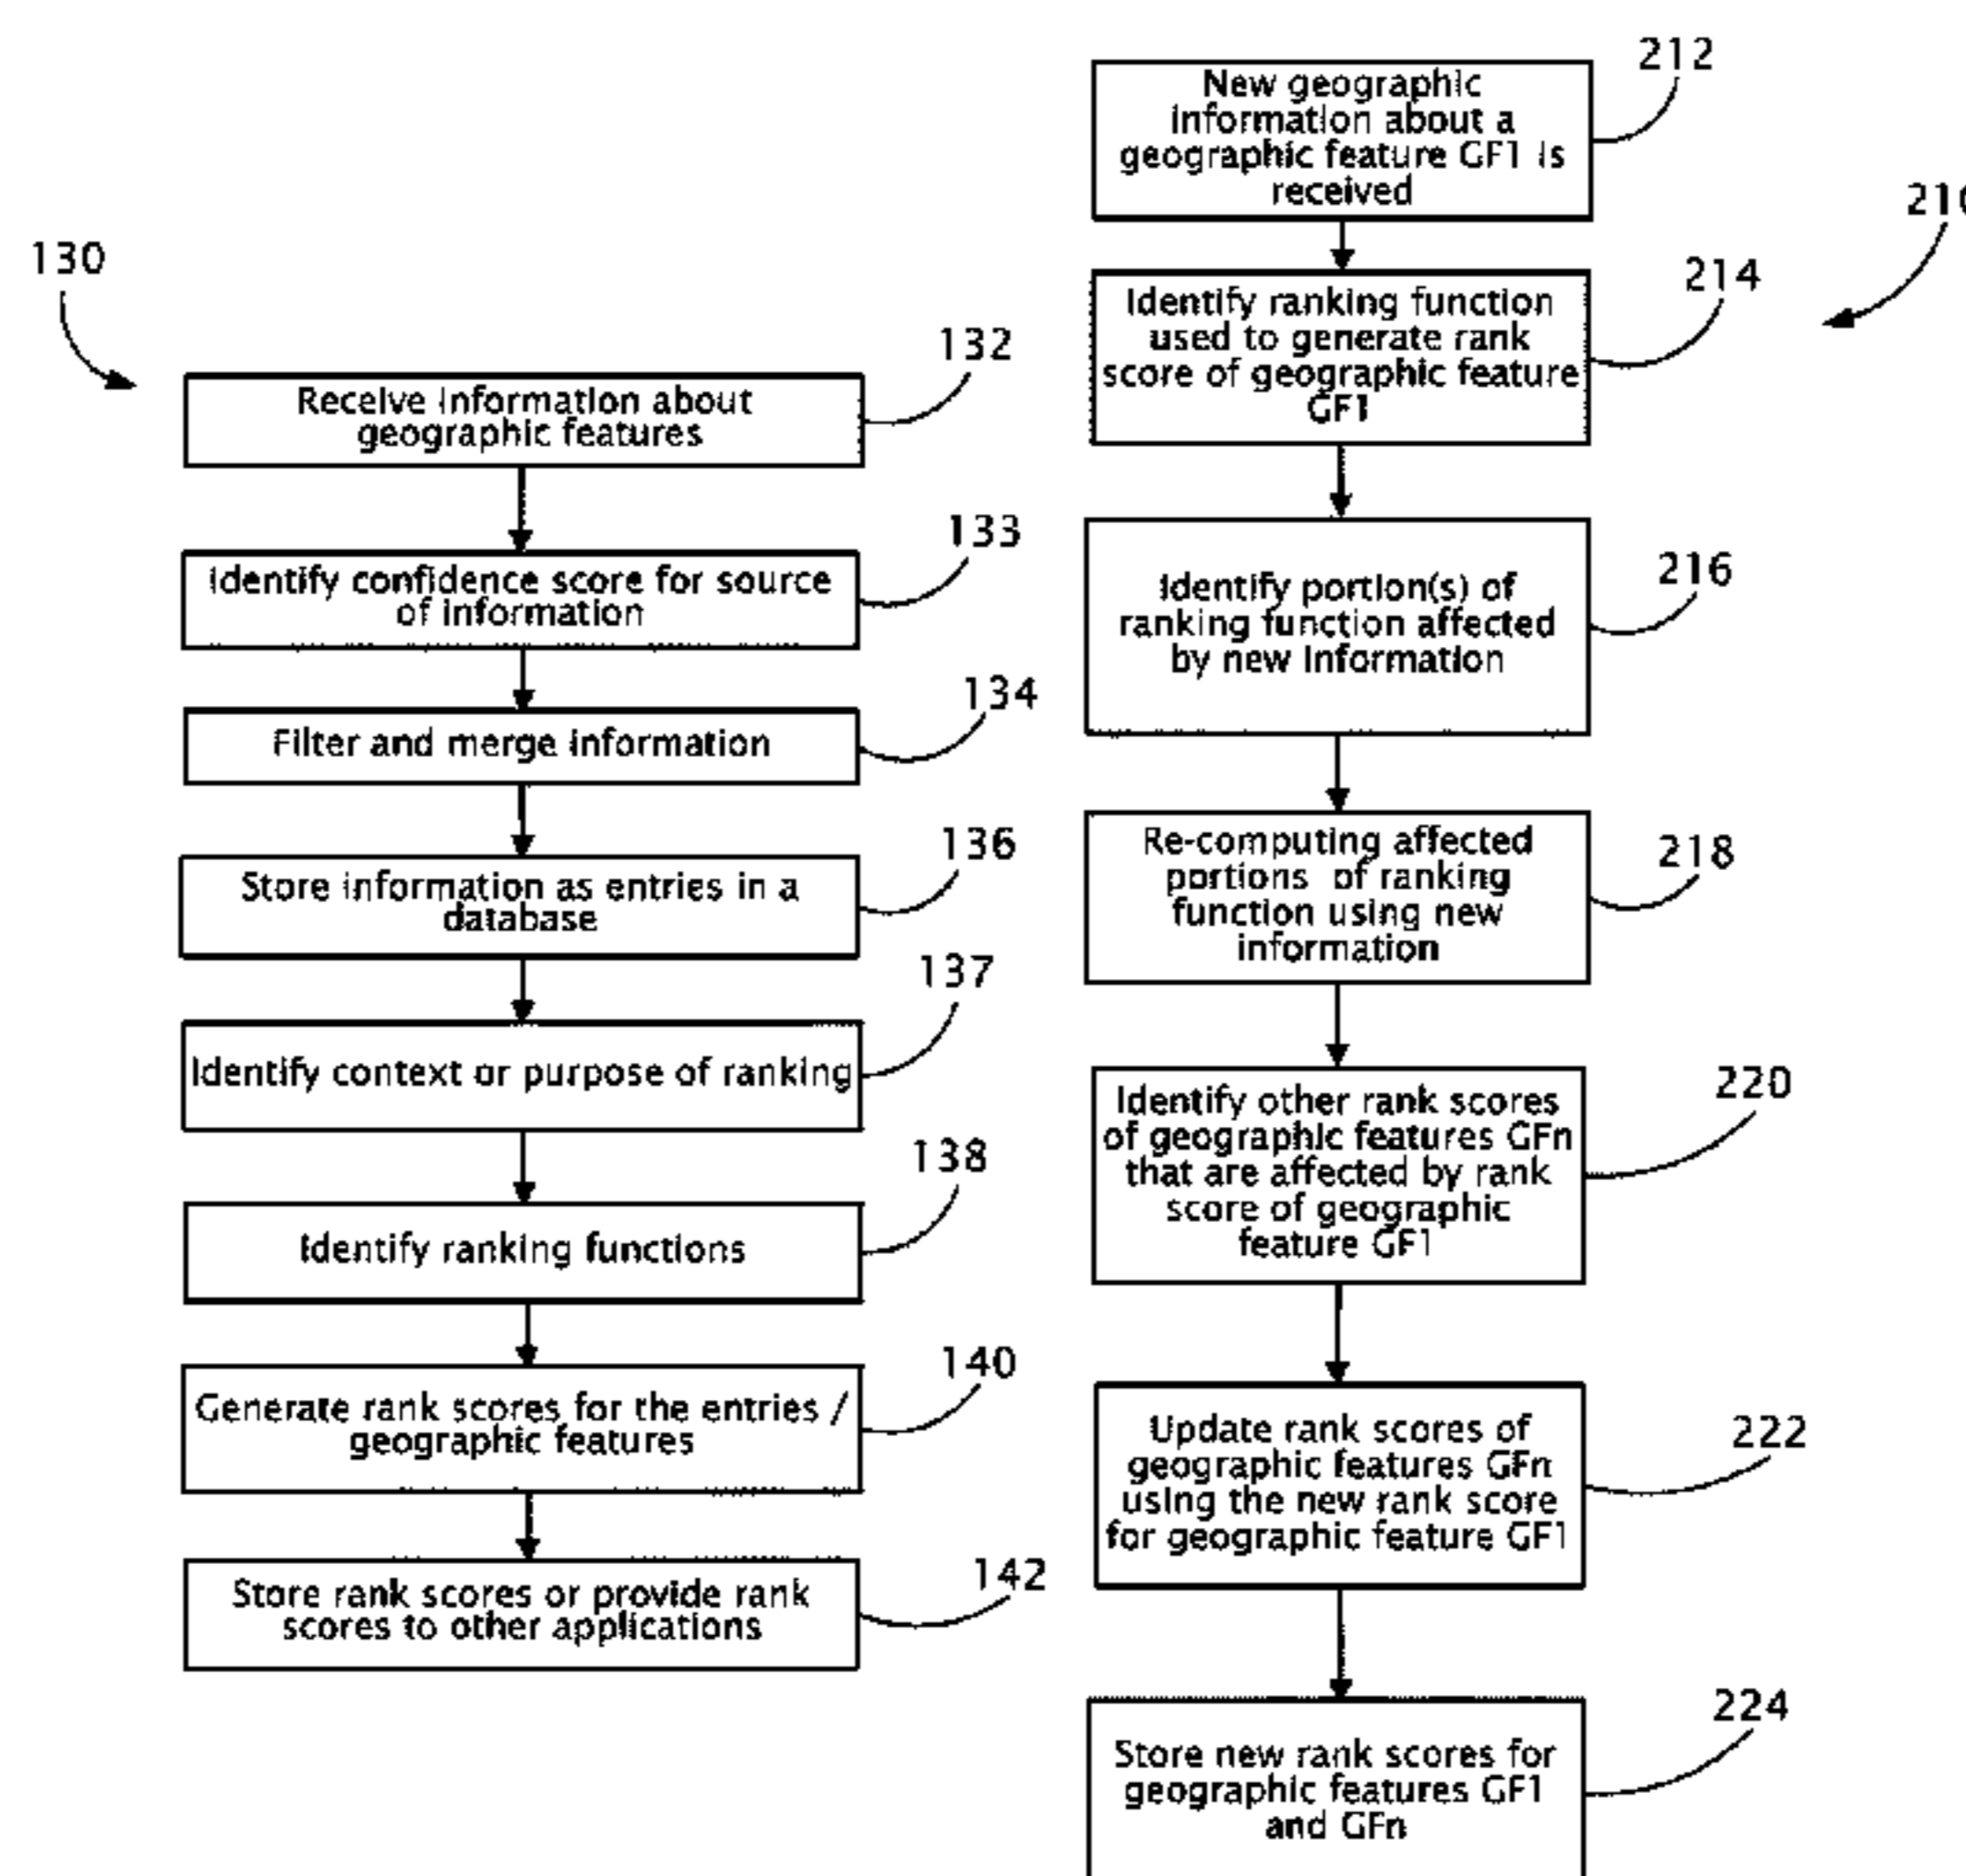 130
132
Receive information about
geographic features
133
Identify confidence score for source
of information
134
Filter and merge information
136
Store information as entries in a
database
137
Identify context or purpose of ranking
138
Identify ranking functions
140
Generate rank scores for the entries /
geographic features
142
Store rank scores or provide rank
scores to other applications
212
New geographic
information about a
geographic feature GF1 is
received
210
214
Identify ranking function
used to generate rank
score of geographic feature
GF1
216
Identify portion(s) of
ranking function affected
by new information
218
Re-computing affected
portions of ranking
function using new
information
220
Identify other rank scores
of geographic features GFn
that are affected by rank
score of geographic
feature GF1
222
Update rank scores of
geographic features GFn
using the new rank score
for geographic feature GF1
224
Store new rank scores for
geographic features GF1
and GFn